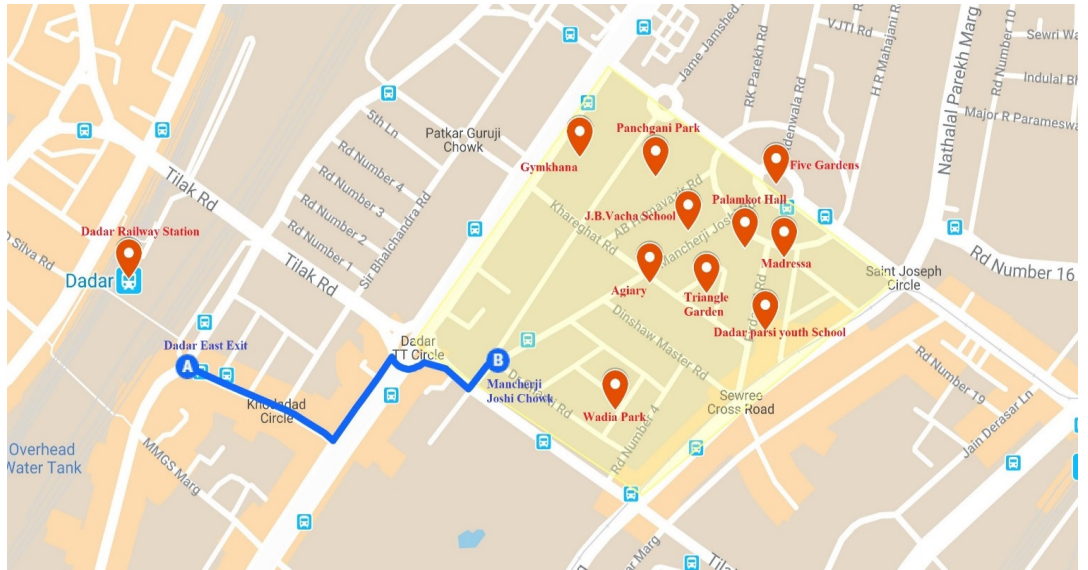 Jame Jamshed
RK Parekh Rd
VJTI Rd
H R Mahajani
Nathalal Parekh Marg
Rd Number 10
Sewri
Indulal
Major R Parameswa
5th Ln
Patkar Guruji
Chowk
Panchgani Park
Gymkhana
Five Gardens
Tilak Rd
Rd Number 4
Rd Number 3
Rd Number 2
Rd Number 1
Sir Bhalchandra Rd
J.B.Vacha School
Palamkot Hall
Mancherji Joshi
Khareghat Rd
Dadar Railway Station
Dadar
Silva Rd
Tilak Rd
Agiary
Triangle
Garden
Madressa
Saint Joseph
Circle
Rd Number 16
Dadar parsi youth School
Dinshaw Master Rd
Dadar East Exit
A
Dadar
TT Circle
B
Mancherji
Joshi Chowk
Khodadad
Circle
Wadia Park
Rd Number 4
Sewree
Cross Road
Rd Number 19
Jain Derasar Ln
MMGS Marg
Overhead
Water Tank
Marg